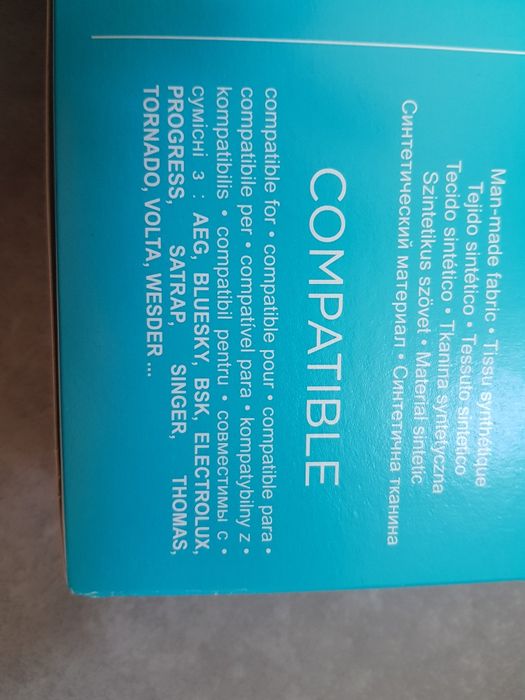 Man-made fabric • Tissu synthétique
Tejido sintético • Tessuto sintetico
Tecido sintético • Tkanina syntetyczna
Szintetikus szövet • Material sintetic
Синтетический материал • Синтетична тканина
COMPATIBLE
compatible for • compatible pour • compatible para •
compatibile per • compatível para • kompatybilny z •
kompatibilis • compatibil pentru • совместимы с •
сумісні з : AEG, BLUESKY, BSK, ELECTROLUX,
PROGRESS, SATRAP, SINGER, THOMAS,
TORNADO, VOLTA, WESDER ...